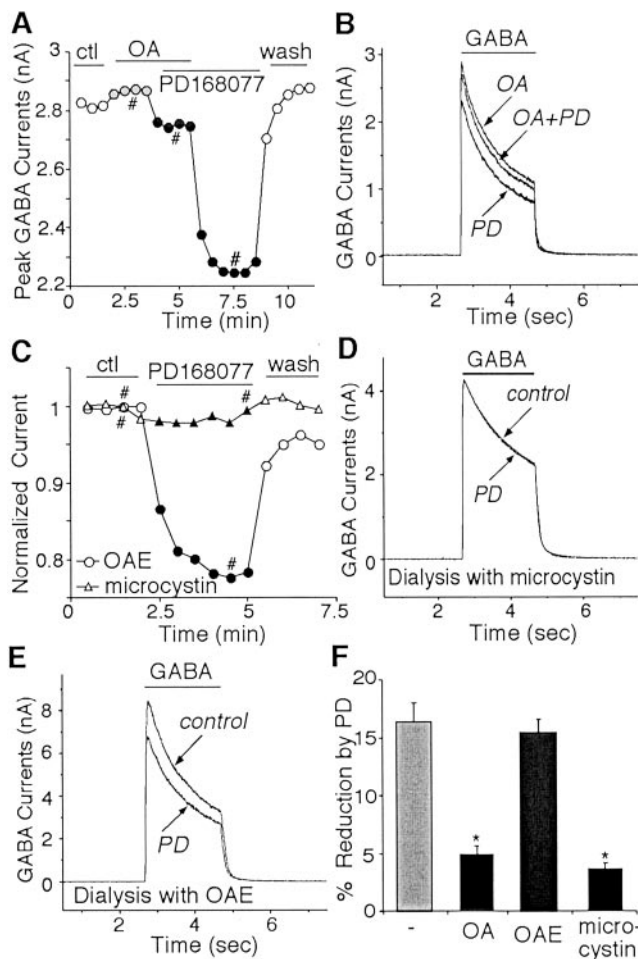 A
ctl
OA
PD168077
wash
Peak GABA Currents (nA)
3
2.8
2.6
2.4
2.2
#
#
#
0
2.5
5
7.5
10
Time (min)
B
GABA
GABA Currents (nA)
3
2
1
0
OA
OA+PD
PD
2
4
6
Time (sec)
C
ctl
PD168077
wash
Normalized Current
1
0.9
0.8
#
#
#
#
OAE
microcystin
0
2.5
5
7.5
Time (min)
D
GABA
GABA Currents (nA)
4
2
0
control
PD
Dialysis with microcystin
2
4
6
Time (sec)
E
GABA
GABA Currents (nA)
8
6
4
2
0
control
PD
Dialysis with OAE
2
4
6
Time (sec)
F
% Reduction by PD
20
15
10
5
0
*
*
-
OA
OAE
micro-
cystin